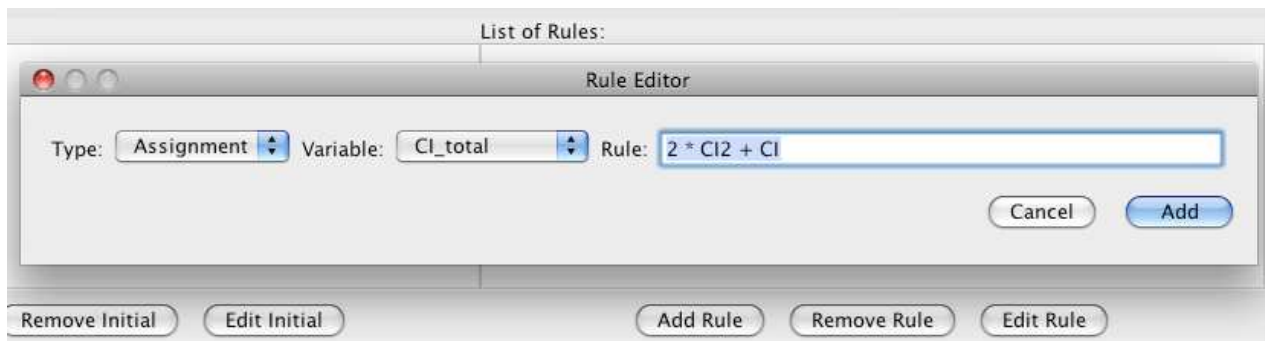 List of Rules:
Rule Editor
Type: Assignment Variable: CI_total Rule: 2 * CI2 + CI
Cancel Add
Remove Initial Edit Initial Add Rule Remove Rule Edit Rule